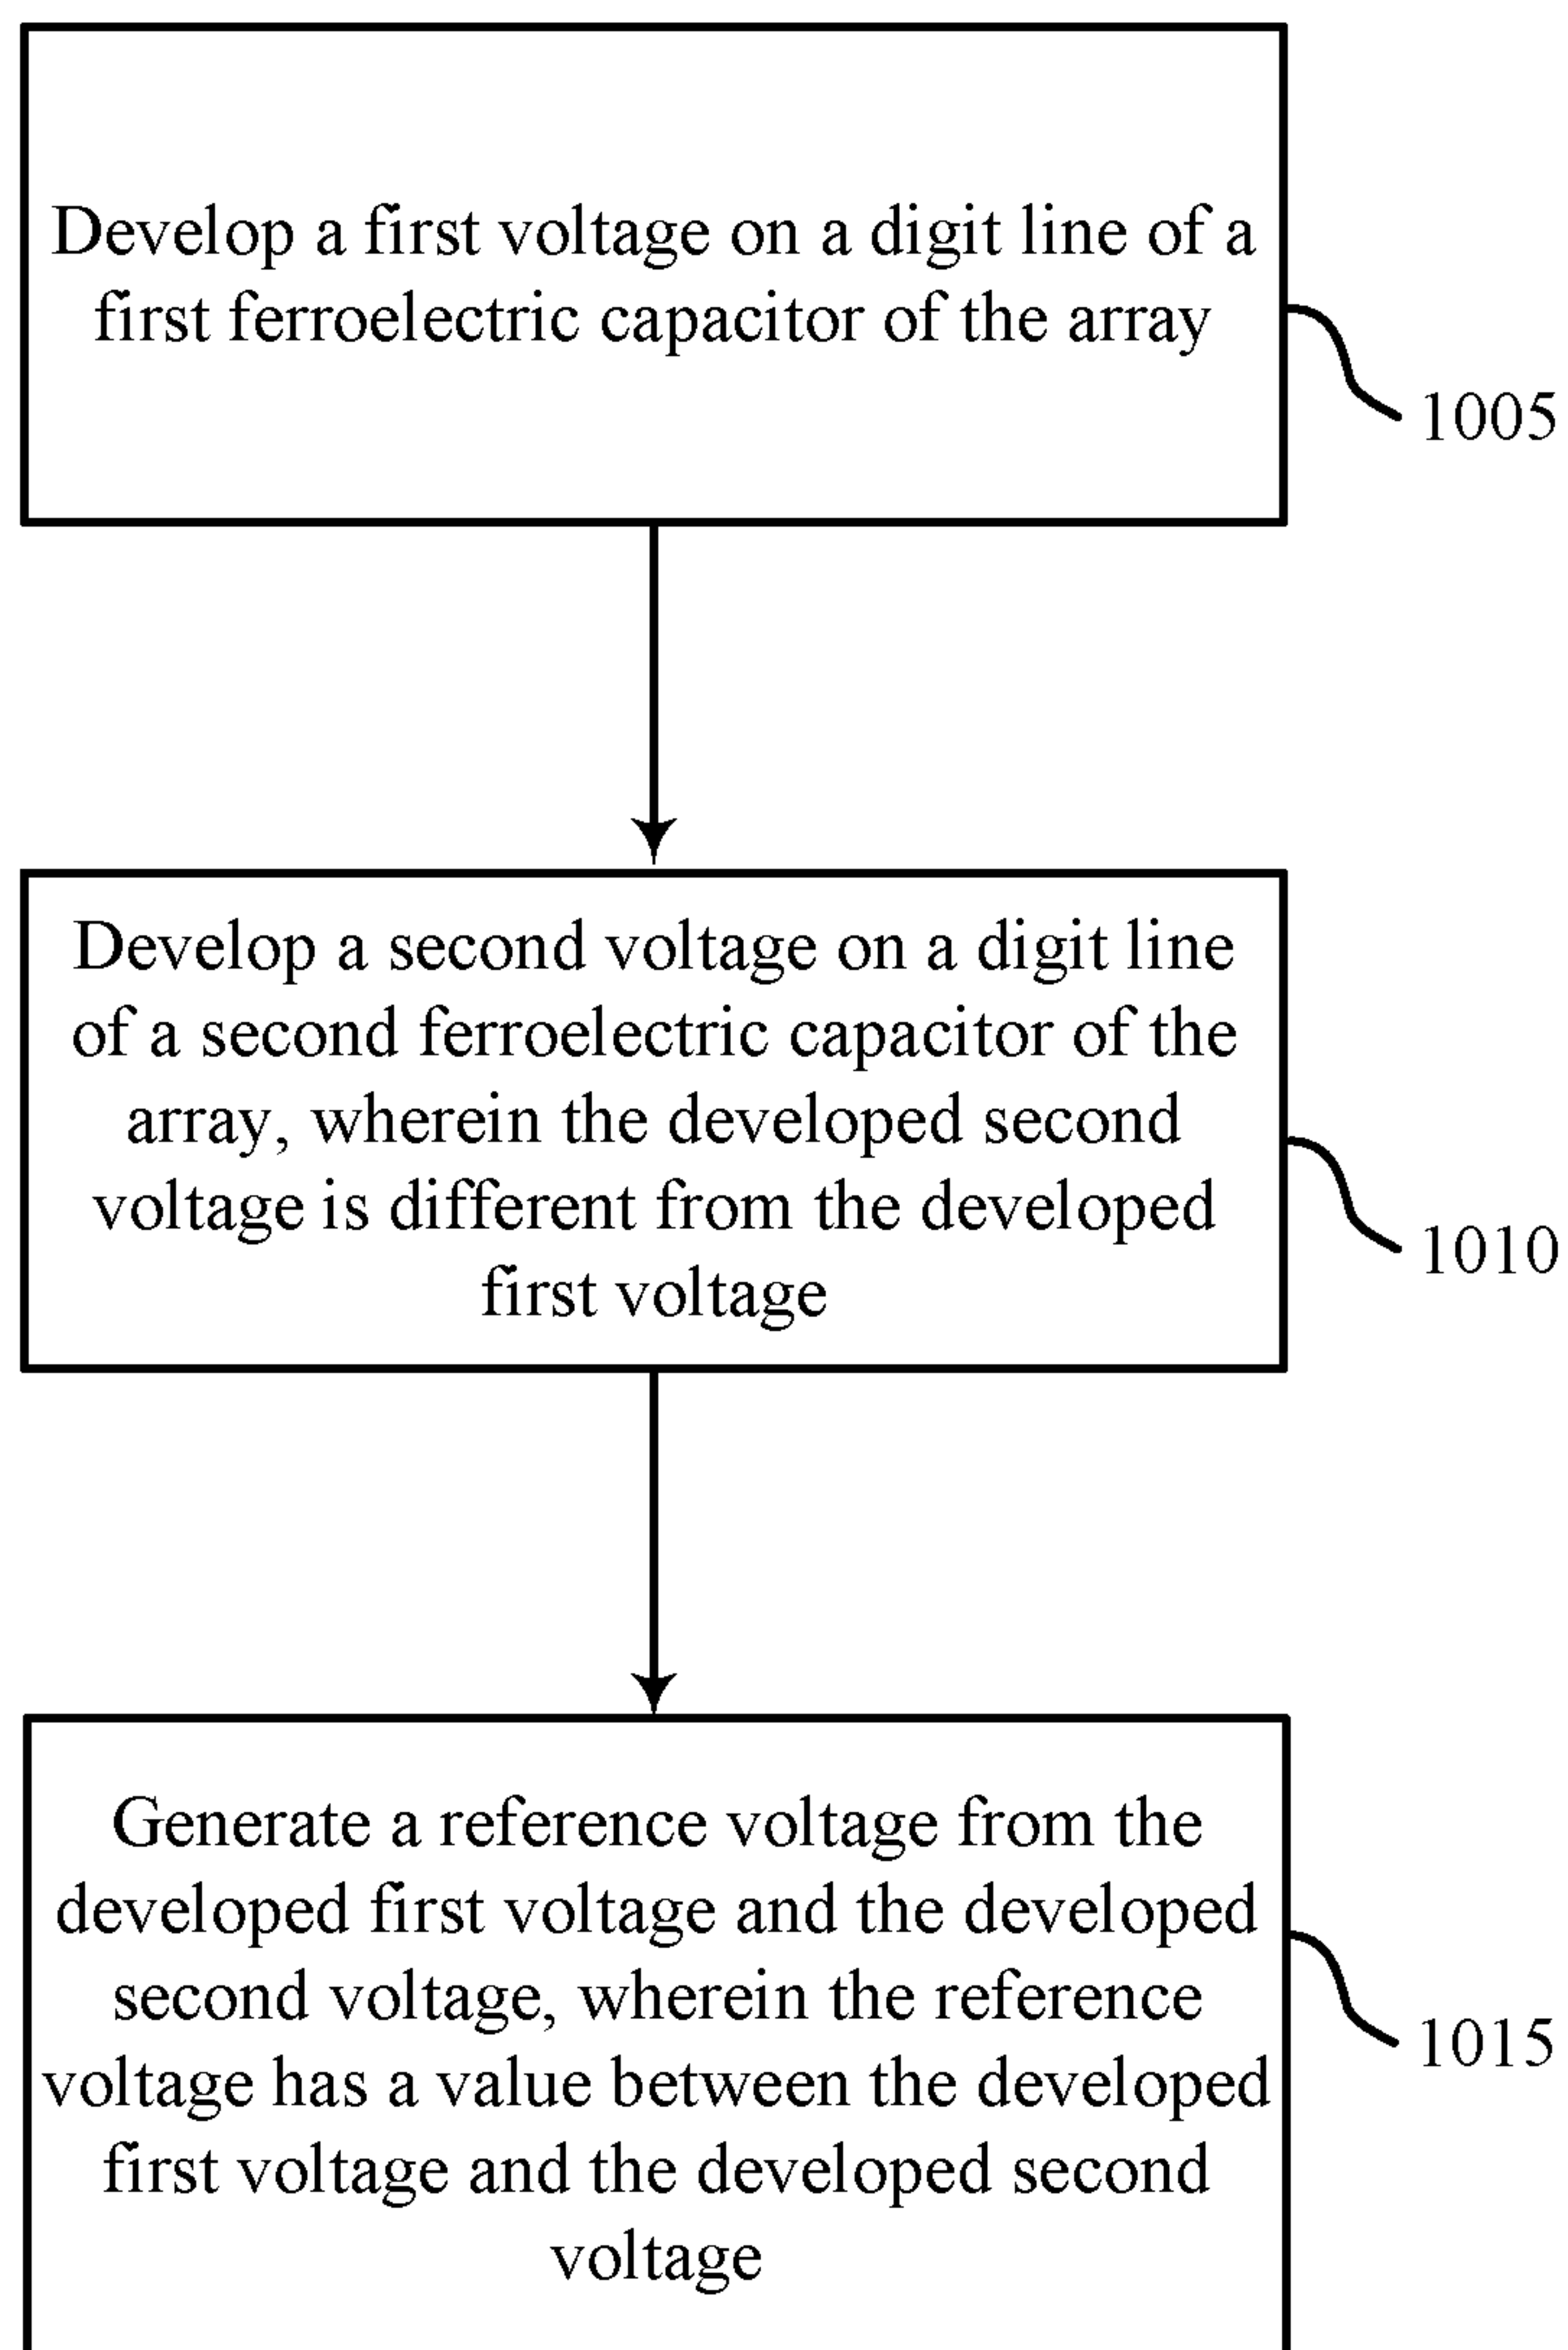 Develop a first voltage on a digit line of a
first ferroelectric capacitor of the array
1005
Develop a second voltage on a digit line
of a second ferroelectric capacitor of the
array, wherein the developed second
voltage is different from the developed
first voltage
1010
Generate a reference voltage from the
developed first voltage and the developed
second voltage, wherein the reference
voltage has a value between the developed
first voltage and the developed second
voltage
1015